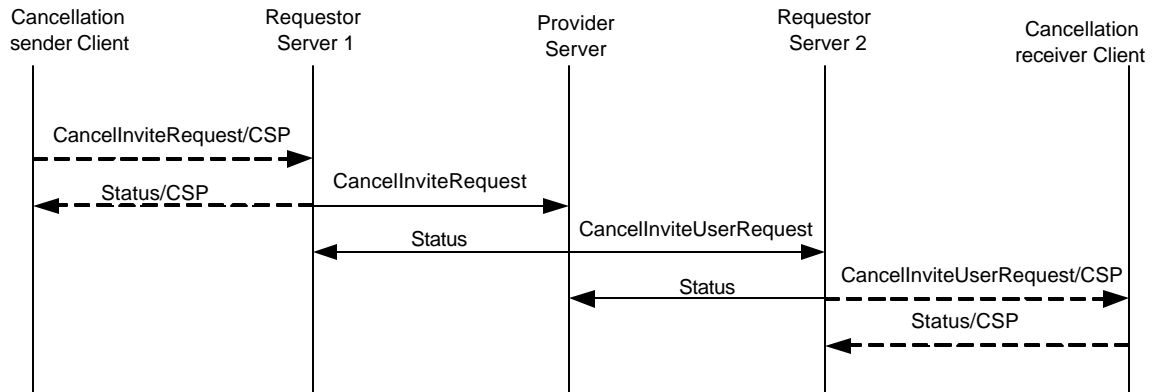 Cancellation
sender Client
Requestor
Server 1
Provider
Server
Requestor
Server 2
Cancellation
receiver Client
CancelInviteRequest/CSP
Status/CSP
CancelInviteRequest
Status
CancelInviteUserRequest
Status
CancelInviteUserRequest/CSP
Status/CSP